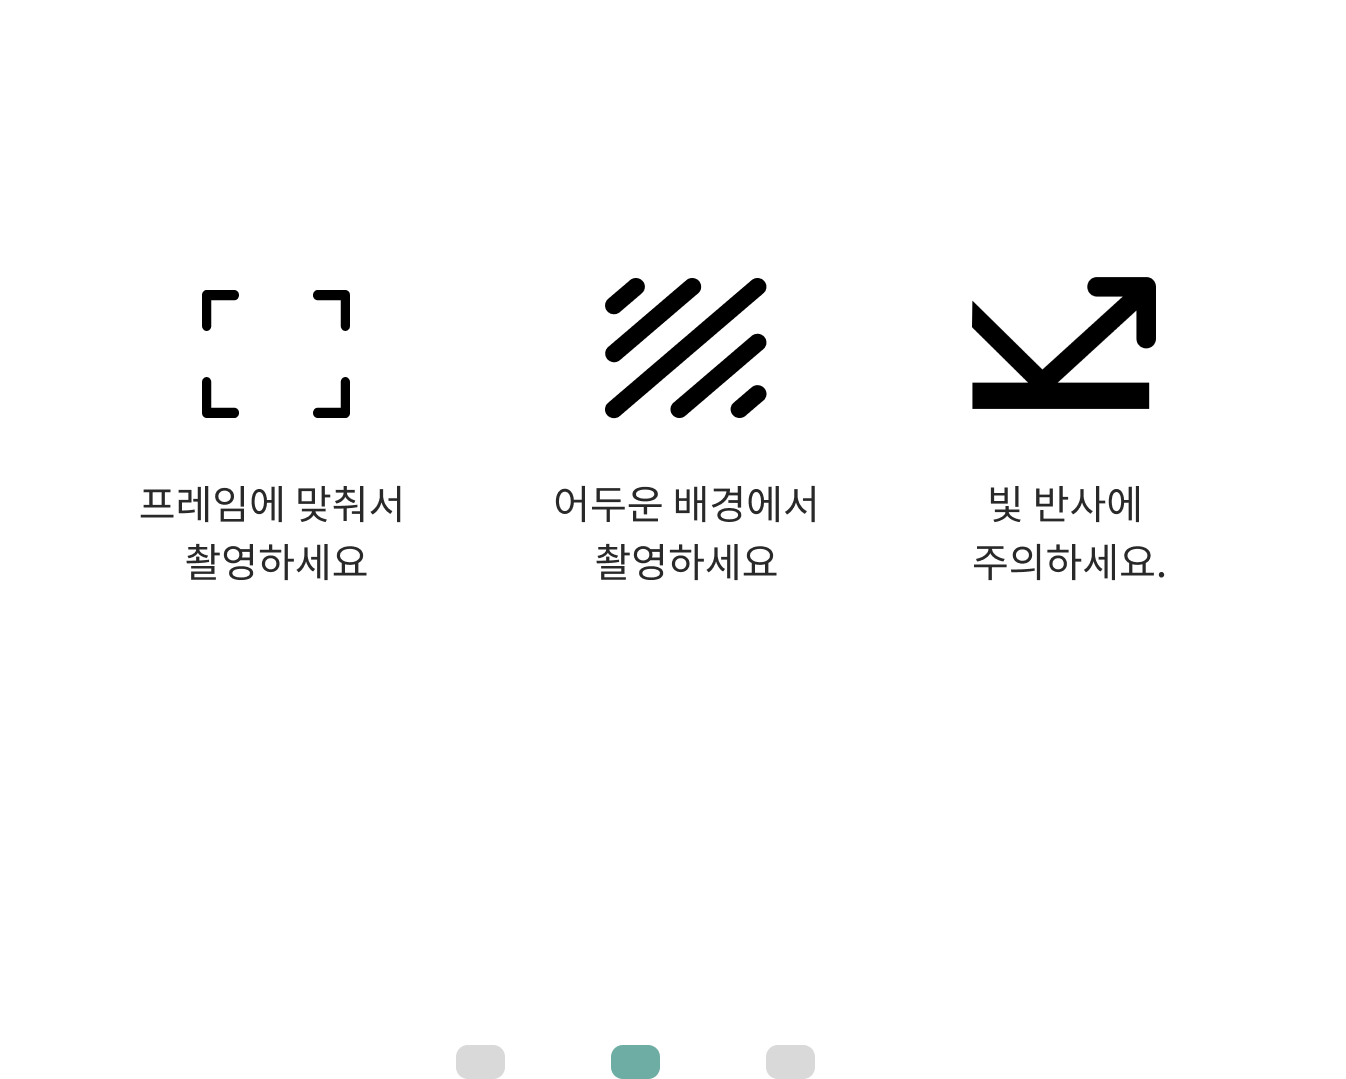 프레임에 맞춰서
촬영하세요
어두운 배경에서
촬영하세요
빛 반사에
주의하세요.